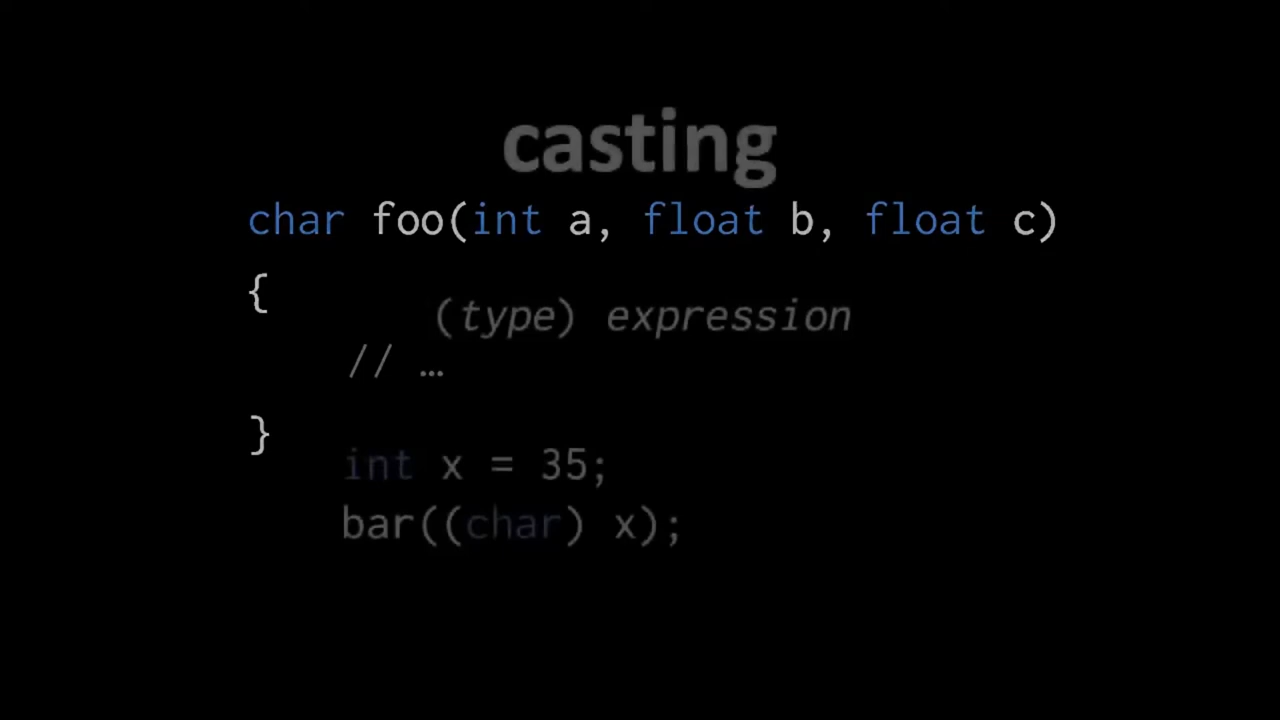 casting
char foo(int a, float b, float c)
{
(type) expression
// …
}
int x = 35;
bar((char) x);